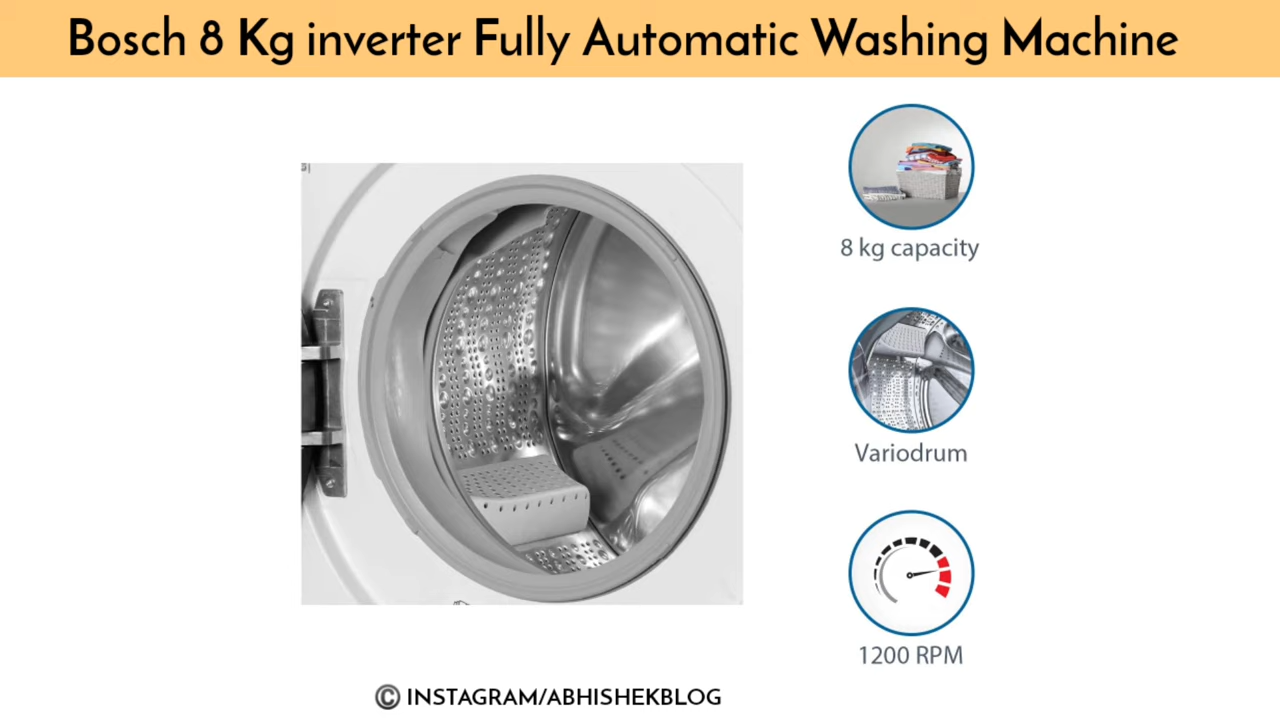 Bosch 8 Kg inverter Fully Automatic Washing Machine
8 kg capacity
Variodrum
1200 RPM
© INSTAGRAM/ABHISHEKBLOG